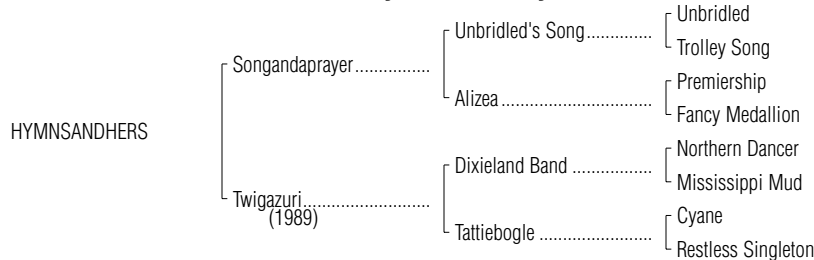 Unbridled
Unbridled's Song..............
Trolley Song
Songandaprayer................
Premiership
Alizea................................
Fancy Medallion
HYMNSANDHERS
Northern Dancer
Dixieland Band .................
Mississippi Mud
Twigazuri...........................
(1989)
Cyane
Tattiebogle ........................
Restless Singleton